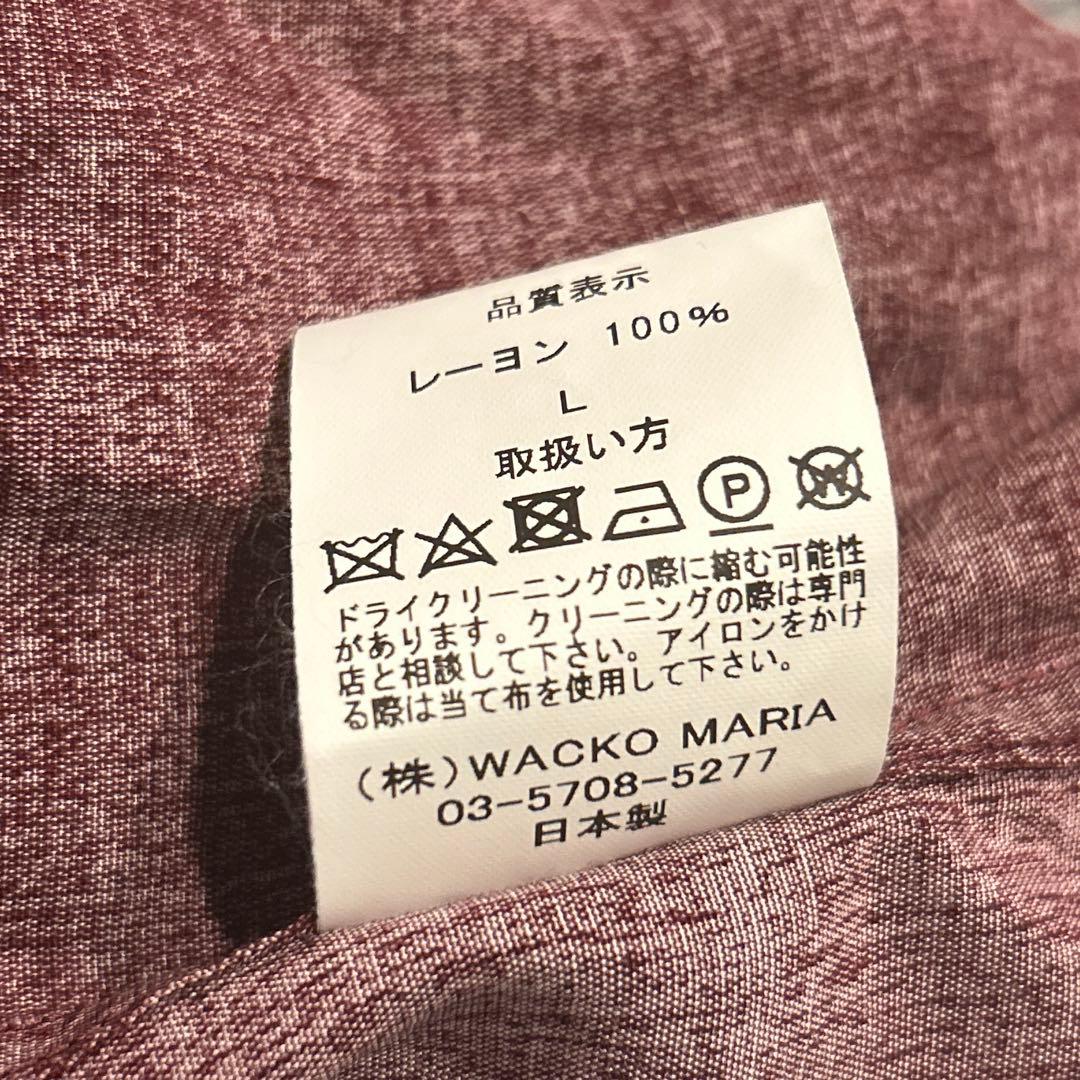 品質表示
レーヨン 100%
L
取扱い方
P W
ドライクリーニングの際に縮む可能性
があります。クリーニングの際は専門
店と相談して下さい。アイロンをかけ
る際は当て布を使用して下さい。
(株)WACKO MARIA
03-5708-5277
日本製